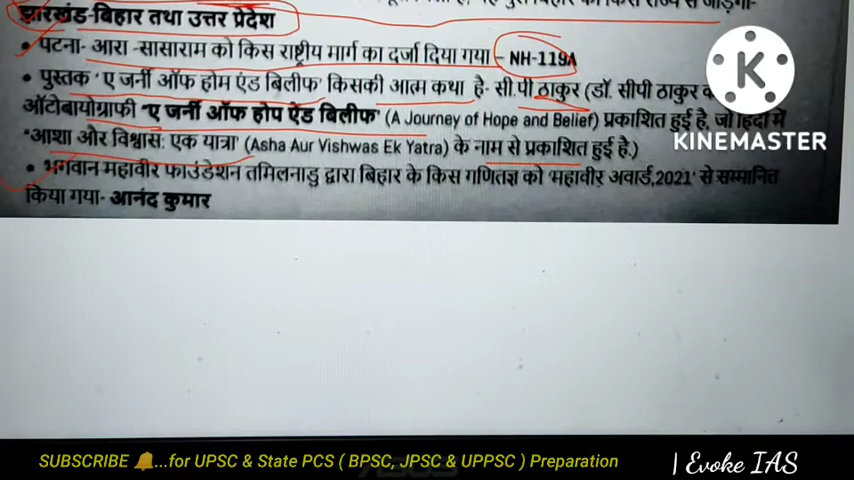 झारखंड-बिहार तथा उत्तर प्रदेश
• पटना- आरा -सासाराम को किस राष्ट्रीय मार्ग का दर्जा दिया गया – NH-119A
• पुस्तक ' ए जर्नी ऑफ होम एंड बिलीफ' किसकी आत्म कथा है- सी.पी ठाकुर (डॉ. सीपी ठाकुर
ऑटोबायोग्राफी "ए जर्नी ऑफ होप ऐंड बिलीफ" (A Journey of Hope and Belief) प्रकाशित हुई है, जो हिंदी में
"आशा और विश्वास: एक यात्रा" (Asha Aur Vishwas Ek Yatra) के नाम से प्रकाशित हुई है.)
• भगवान महावीर फाउंडेशन तमिलनाडु द्वारा बिहार के किस गणितज्ञ को 'महावीर अवार्ड,2021' से सम्मानित
किया गया- आनंद कुमार
K
KINEMASTER
SUBSCRIBE 🔔...for UPSC & State PCS ( BPSC, JPSC & UPPSC ) Preparation
| Evoke IAS